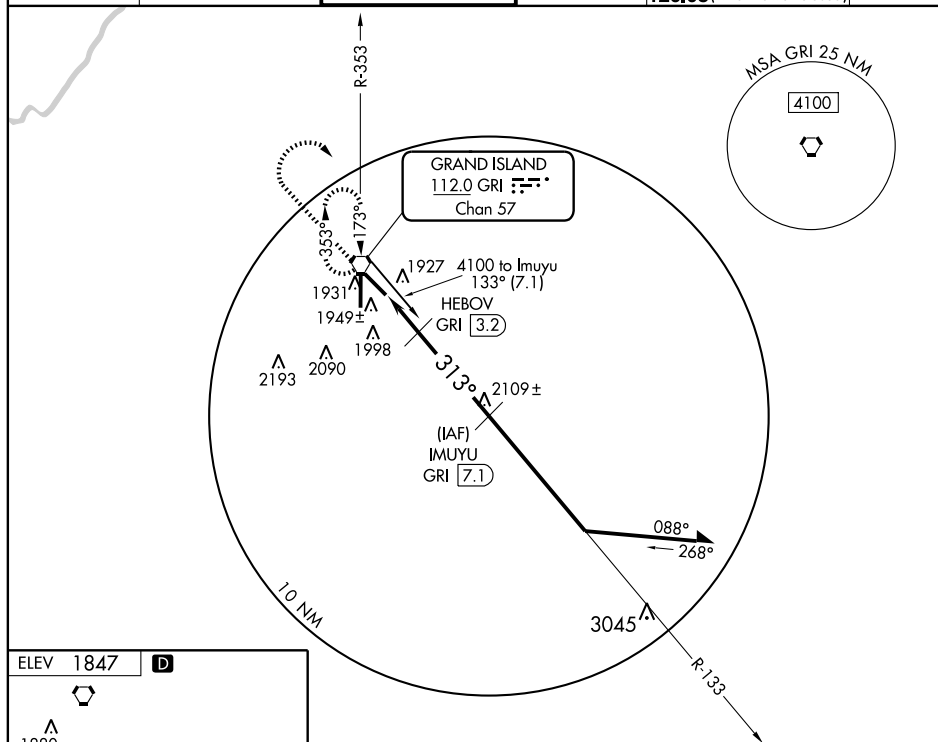 R-353
MSA GRI 25 NM
4100
GRAND ISLAND
112.0 GRI
Chan 57
353°
173°
1927
4100 to Imuyu
133° (7.1)
1931
HEBOV
GRI 3.2
1949±
1998
2090
2193
313°
2109±
(IAF)
IMUYU
GRI 7.1
088°
268°
10 NM
3045
R-133
ELEV 1847 D